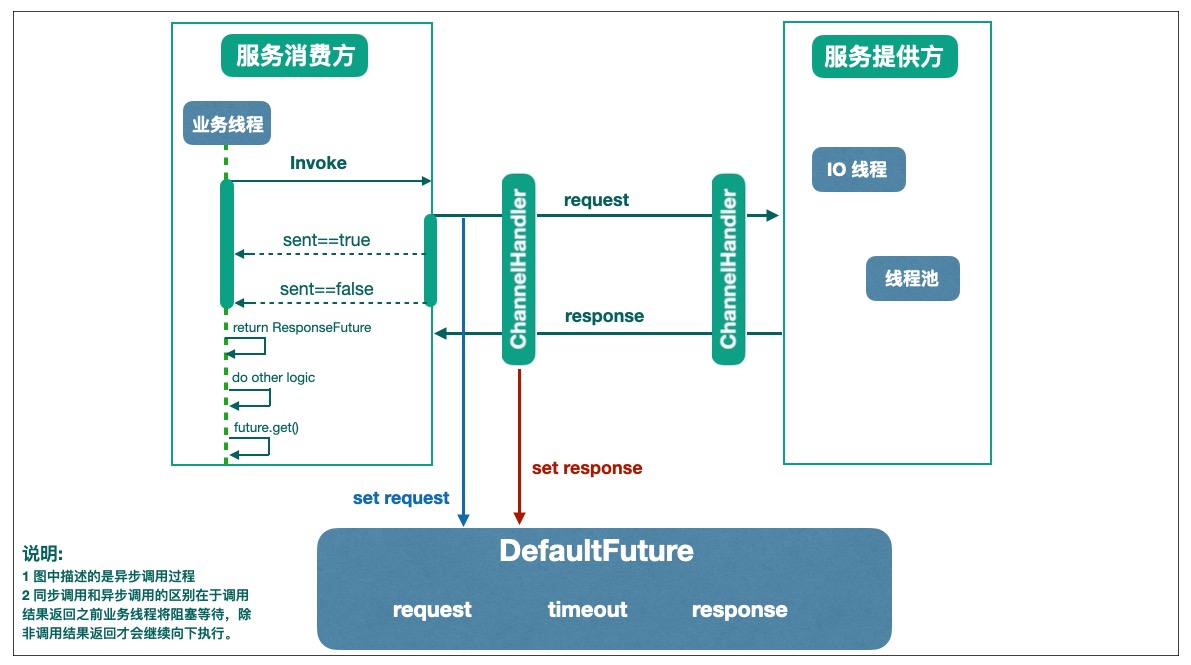 服务消费方
服务提供方
业务线程
Invoke
IO 线程
request
ChannelHandler
ChannelHandler
sent==true
线程池
sent==false
response
return ResponseFuture
do other logic
future.get()
set response
set request
DefaultFuture
request
timeout
response
说明:
1 图中描述的是异步调用过程
2 同步调用和异步调用的区别在于调用
结果返回之前业务线程将阻塞等待，除
非调用结果返回才会继续向下执行。